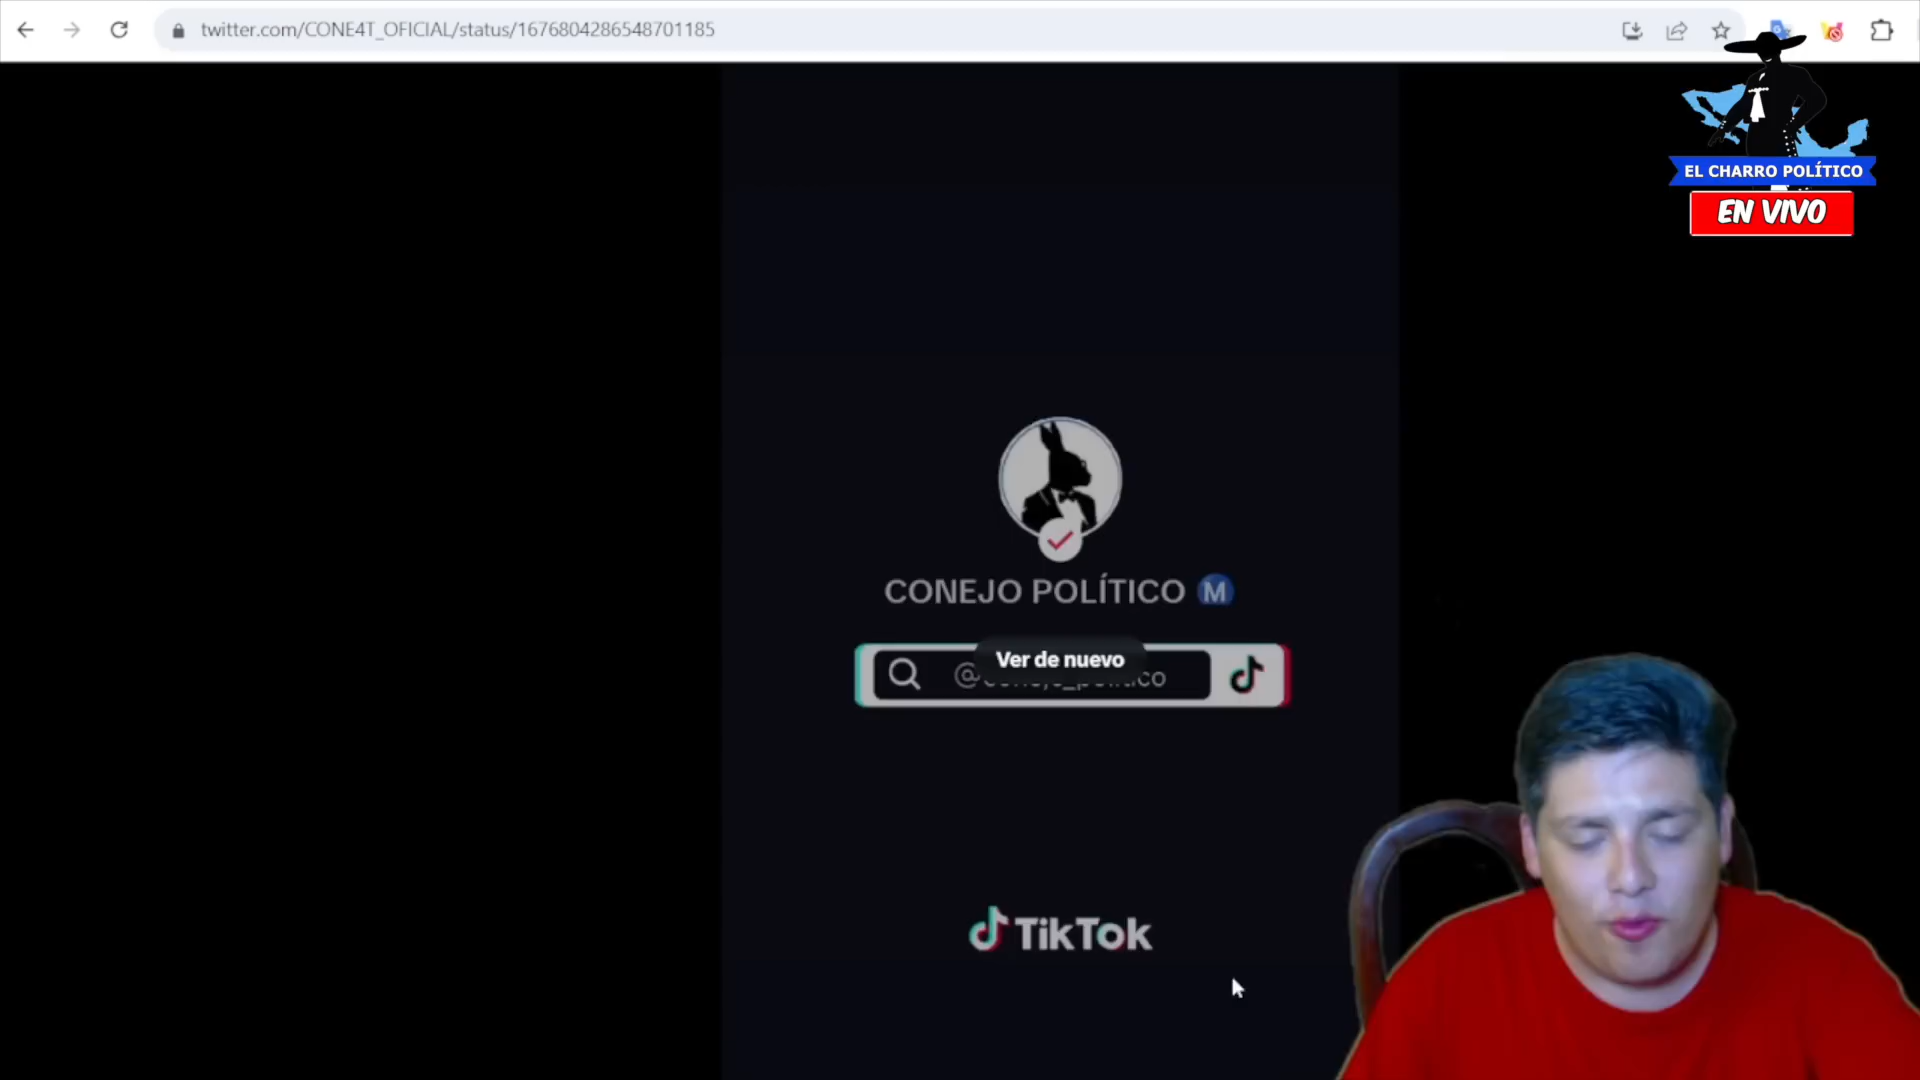 twitter.com/CONE4T_OFICIAL/status/1676804286548701185
EL CHARRO POLÍTICO
EN VIVO
CONEJO POLÍTICO M
Ver de nuevo
TikTok